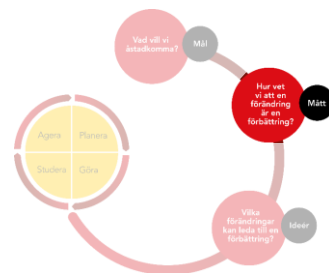 Vad vill vi
åstadkomma?
Mål
Hur vet
vi att en
förändring
är en
förbättring?
Mått
Vilka
förändringar
kan leda till en
förbättring?
Idéer
Agera
Planera
Studera
Göra